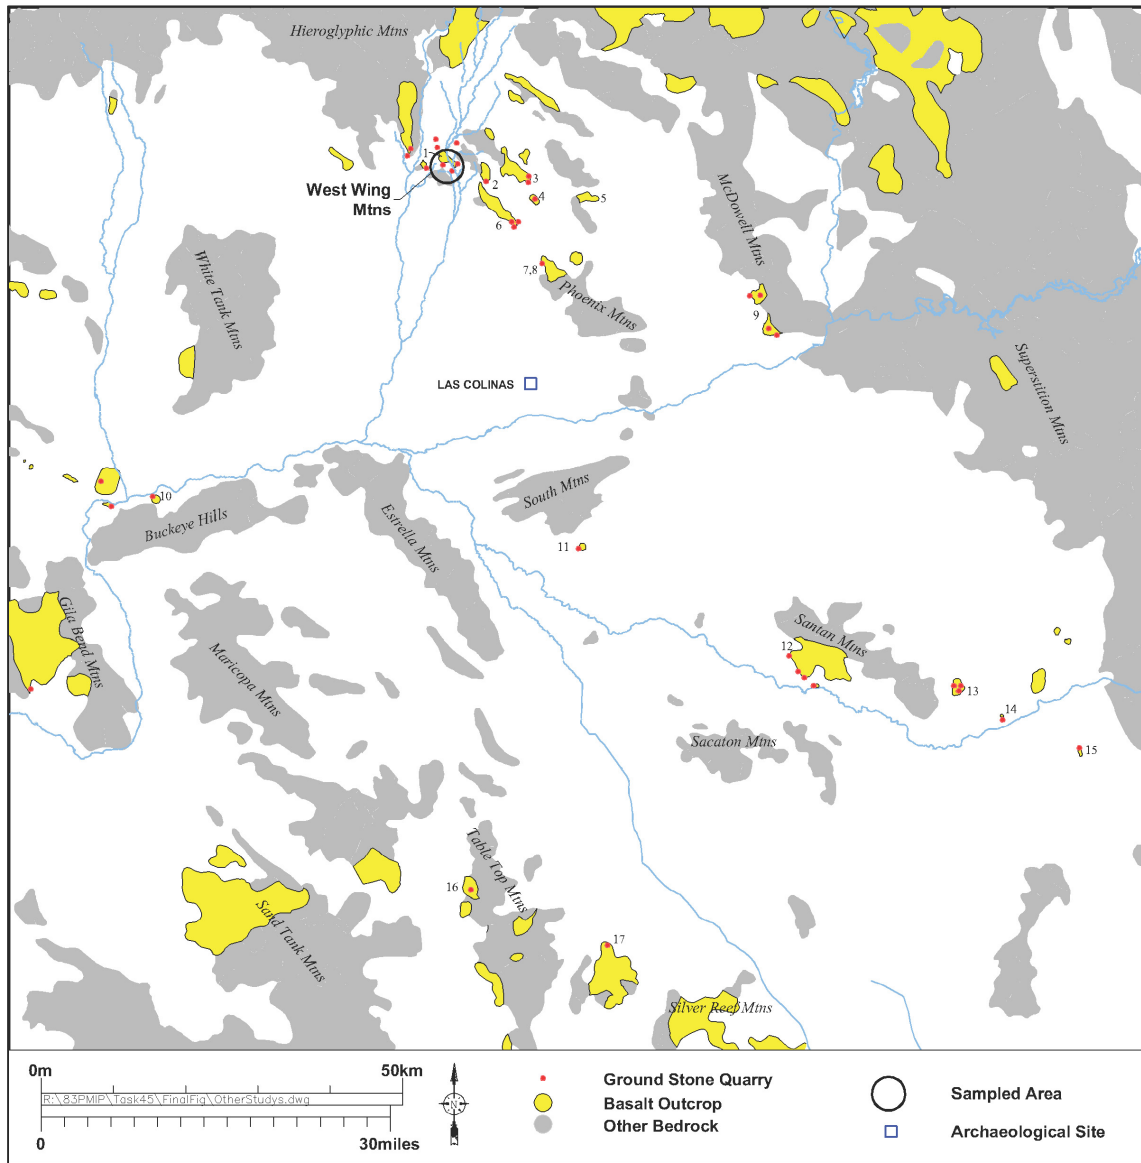 Hieroglyphic Mtns
1
West Wing
Mtns
2
3
4
5
6
McDowell Mtns
White Tank Mtns
7,8
Phoenix Mtns
9
Superstition Mtns
LAS COLINAS
10
Buckeye Hills
Estrella Mtns
South Mtns
11
Gila Bend Mtns
Maricopa Mtns
Santan Mtns
12
13
14
Sacaton Mtns
15
Table Top Mtns
16
Sand Tank Mtns
17
Silver Reef Mtns
0m
50km
R:\83PMIP\Task45\FinalFig\OtherStudys.dwg
0
30miles
N
Ground Stone Quarry
Basalt Outcrop
Other Bedrock
Sampled Area
Archaeological Site